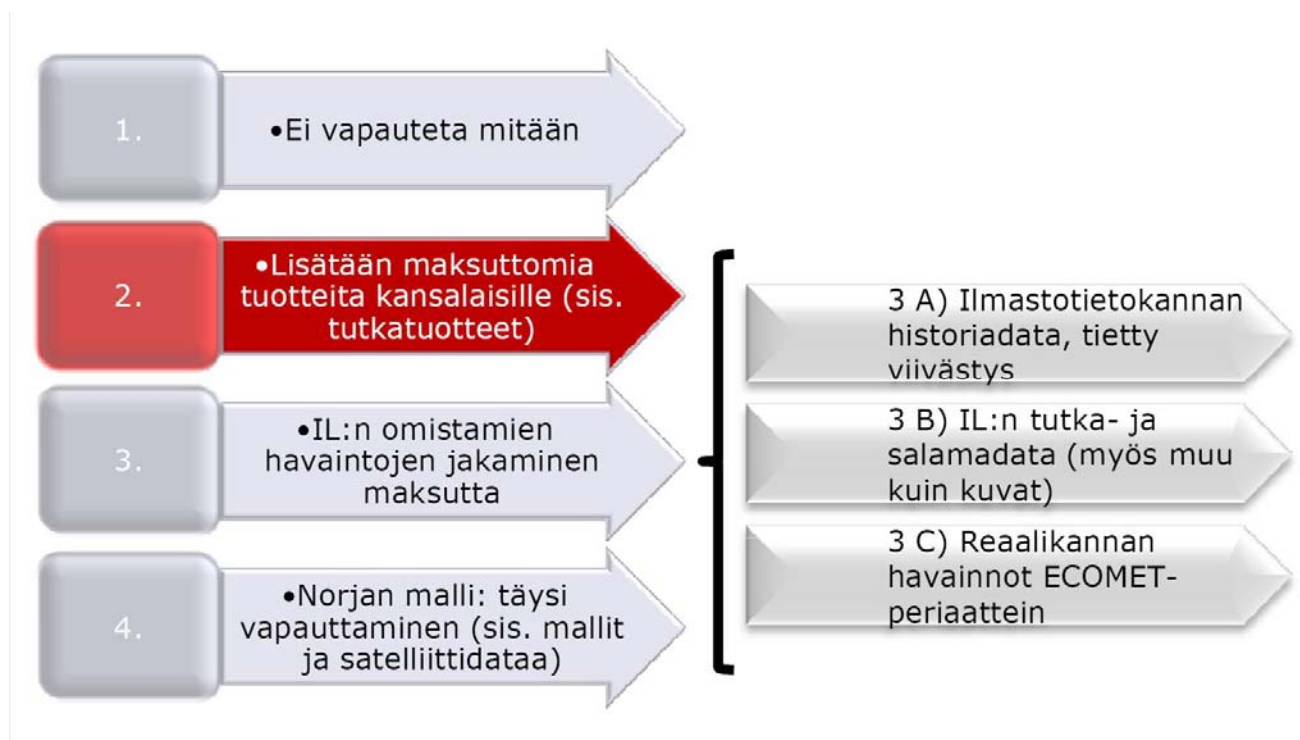 1.
•Ei vapauteta mitään
2.
•Lisätään maksuttomia
tuotteita kansalaisille (sis.
tutkatuotteet)
3.
•IL:n omistamien
havaintojen jakaminen
maksutta
4.
•Norjan malli: täysi
vapauttaminen (sis. mallit
ja satelliittidataa)
3 A) Ilmastotietokannan
historiadata, tietty
viivästys
3 B) IL:n tutka- ja
salamadata (myös muu
kuin kuvat)
3 C) Reaalikannan
havainnot ECOMET-
periaattein